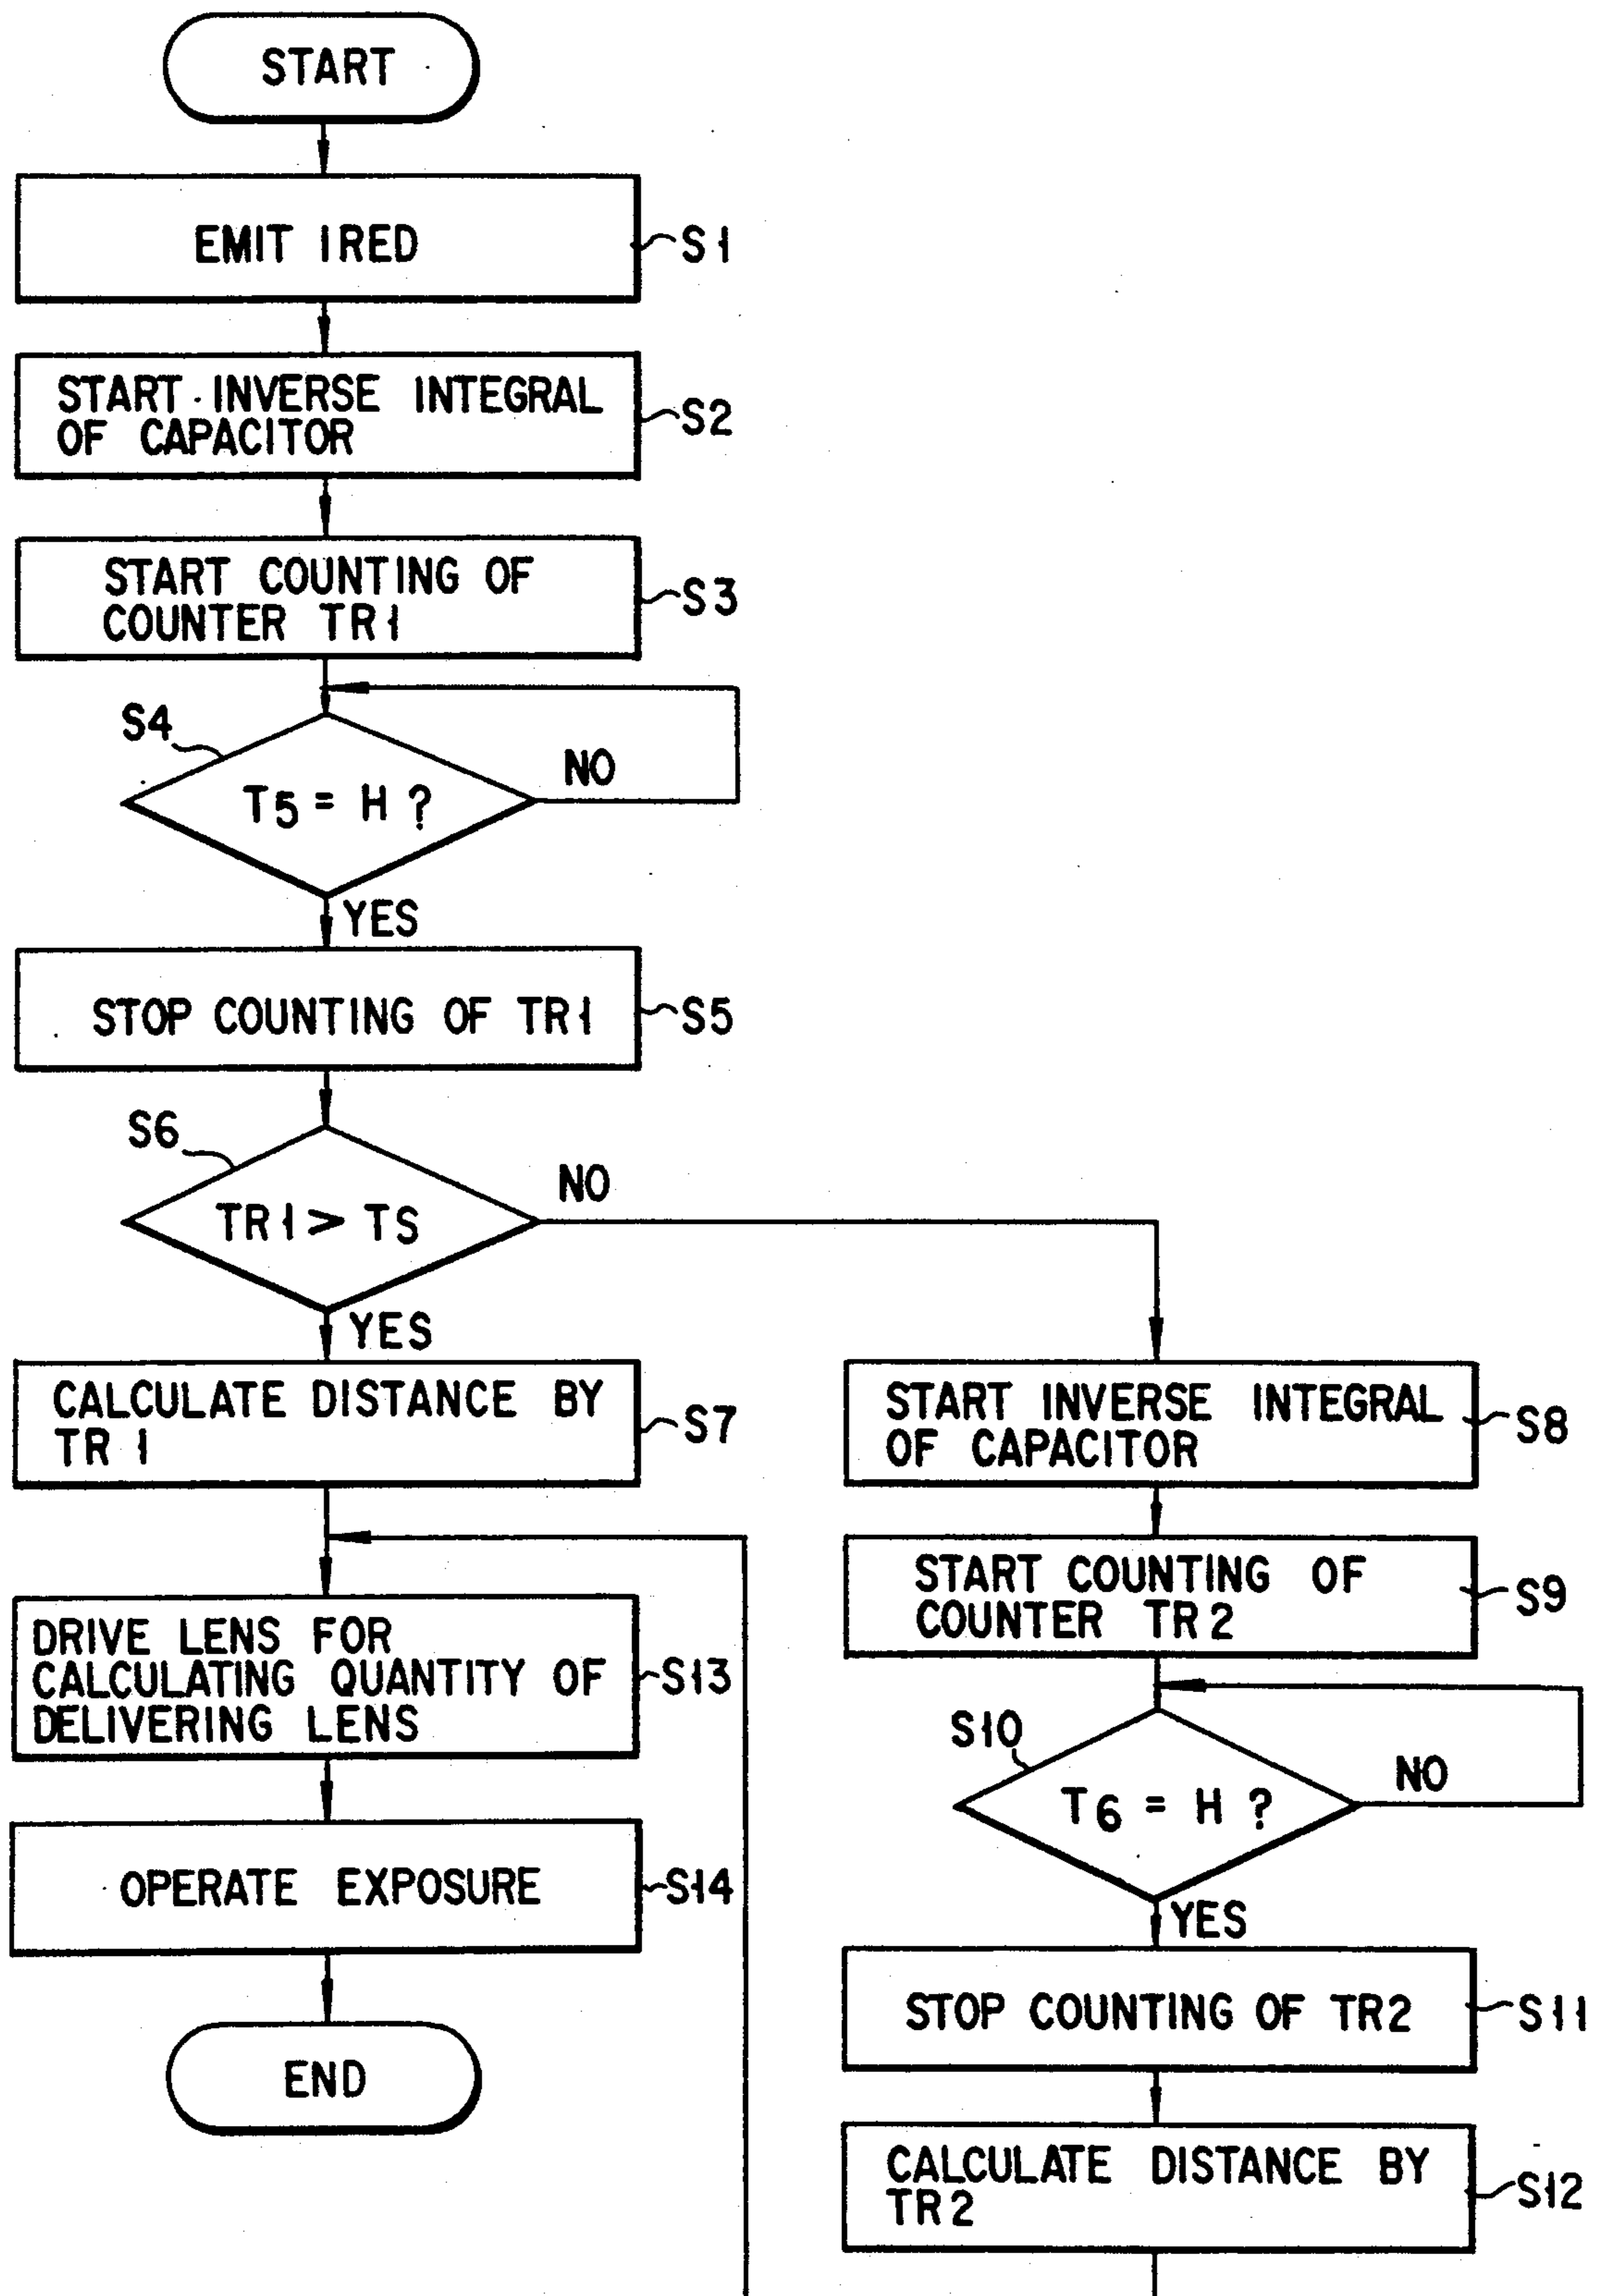 START
EMIT IRED
S1
START INVERSE INTEGRAL
OF CAPACITOR
S2
START COUNTING OF
COUNTER TR1
S3
S4
T5 = H ?
NO
YES
STOP COUNTING OF TR1
S5
S6
TR1 > TS
NO
YES
CALCULATE DISTANCE BY
TR 1
S7
START INVERSE INTEGRAL
OF CAPACITOR
S8
START COUNTING OF
COUNTER TR2
S9
S10
T6 = H ?
NO
YES
STOP COUNTING OF TR2
S11
CALCULATE DISTANCE BY
TR2
S12
DRIVE LENS FOR
CALCULATING QUANTITY OF
DELIVERING LENS
S13
OPERATE EXPOSURE
S14
END